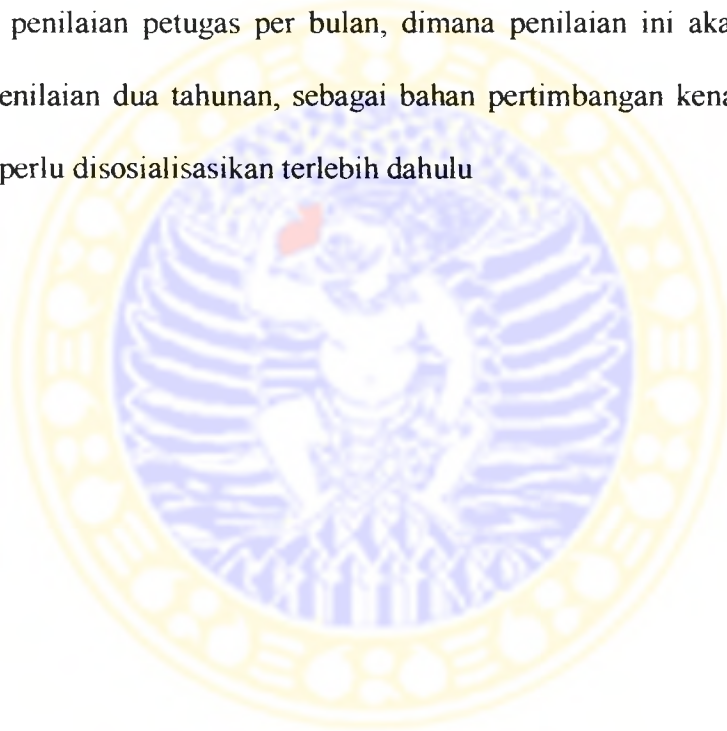 penilaian petugas per bulan, dimana penilaian ini
dua tahunan, sebagai bahan pertimbangan
perlu disosialisasikan terlebih dahulu